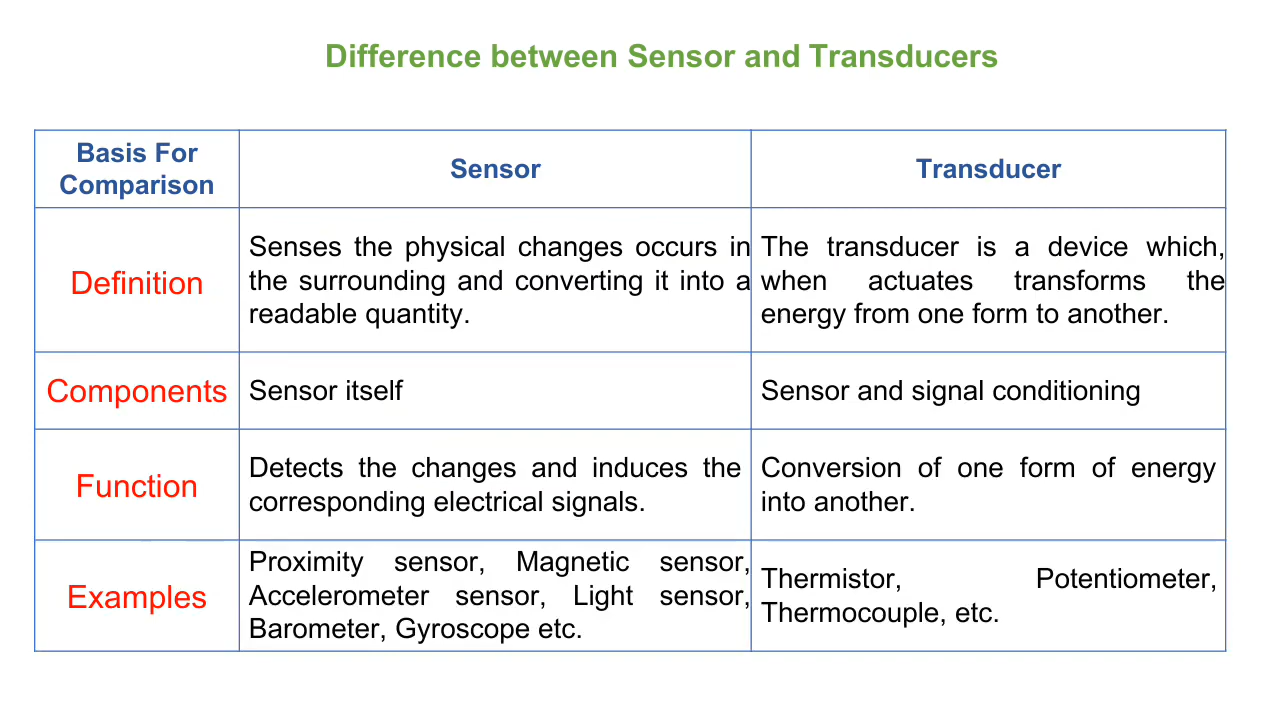 Difference between Sensor and Transducers
Basis For
Comparison
Sensor
Transducer
Definition
Senses the physical changes occurs in
the surrounding and converting it into a
readable quantity.
The transducer is a device which,
when actuates transforms the
energy from one form to another.
Components
Sensor itself
Sensor and signal conditioning
Function
Detects the changes and induces the
corresponding electrical signals.
Conversion of one form of energy
into another.
Examples
Proximity sensor, Magnetic sensor,
Accelerometer sensor, Light sensor,
Barometer, Gyroscope etc.
Thermistor, Potentiometer,
Thermocouple, etc.